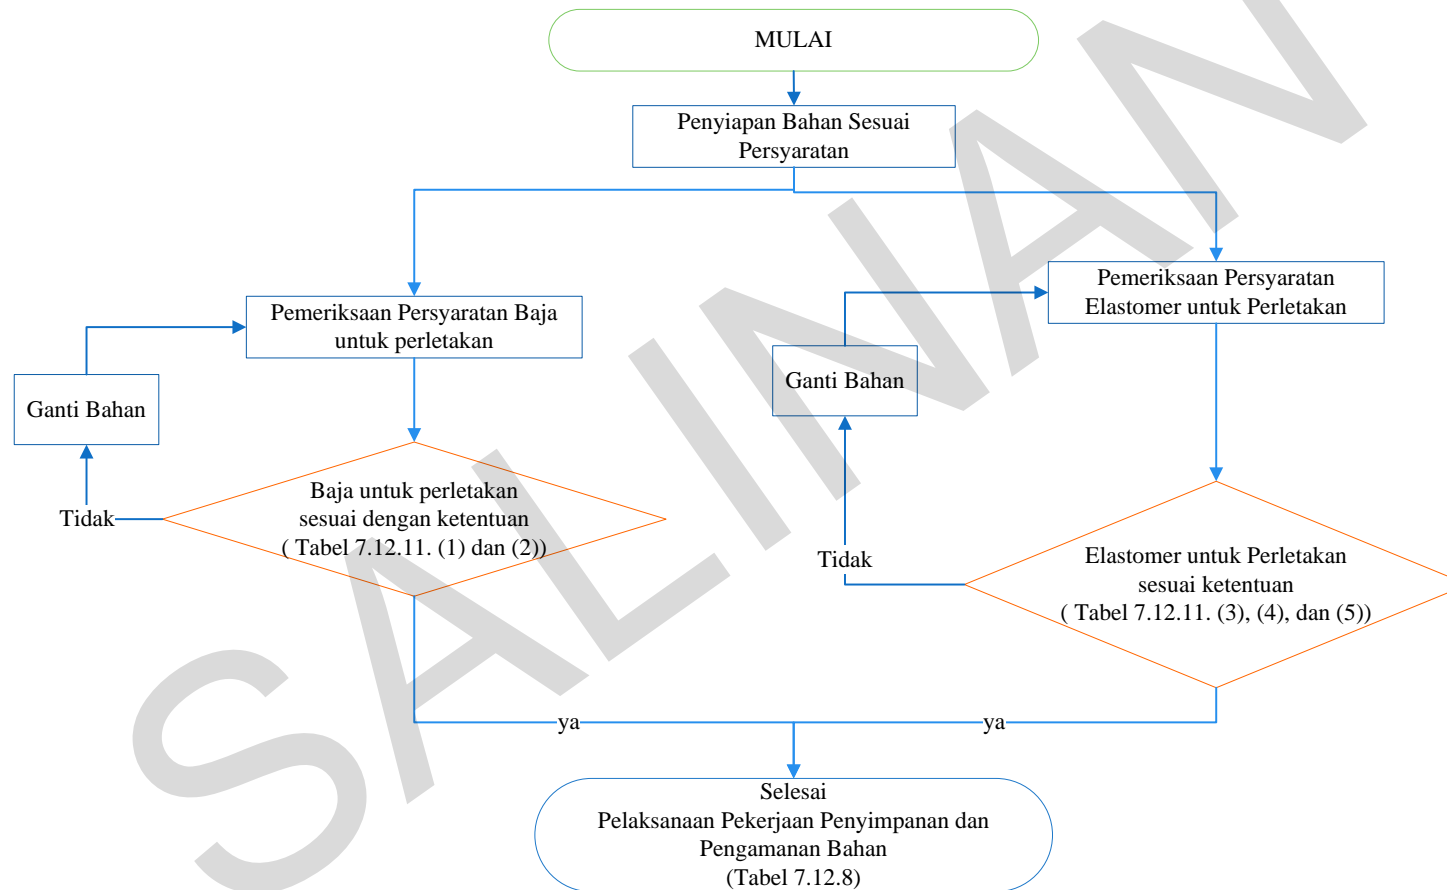 MULAI
Penyiapan Bahan Sesuai
Persyaratan
Pemeriksaan Persyaratan
Elastomer untuk Perletakan
Pemeriksaan Persyaratan Baja
untuk perletakan
Ganti Bahan
Ganti Bahan
Baja untuk perletakan
sesuai dengan ketentuan
( Tabel 7.12.11. (1) dan (2))
Tidak
Elastomer untuk Perletakan
sesuai ketentuan
( Tabel 7.12.11. (3), (4), dan (5))
Tidak
ya
ya
Selesai
Pelaksanaan Pekerjaan Penyimpanan dan
Pengamanan Bahan
(Tabel 7.12.8)
SALINAN